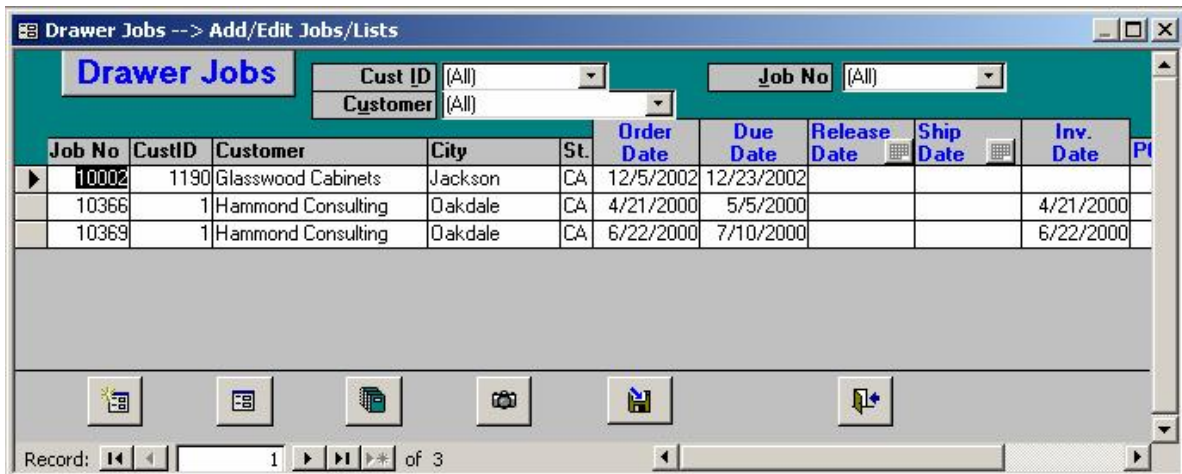 Drawer Jobs --> Add/Edit Jobs/Lists
Drawer Jobs
Cust ID (All)
Job No (All)
Customer (All)
Job No CustID Customer City St. Order Date Due Date Release Date Ship Date Inv. Date
10002 1190 Glasswood Cabinets Jackson CA 12/5/2002 12/23/2002
10366 1 Hammond Consulting Oakdale CA 4/21/2000 5/5/2000 4/21/2000
10369 1 Hammond Consulting Oakdale CA 6/22/2000 7/10/2000 6/22/2000
Record: 1 of 3